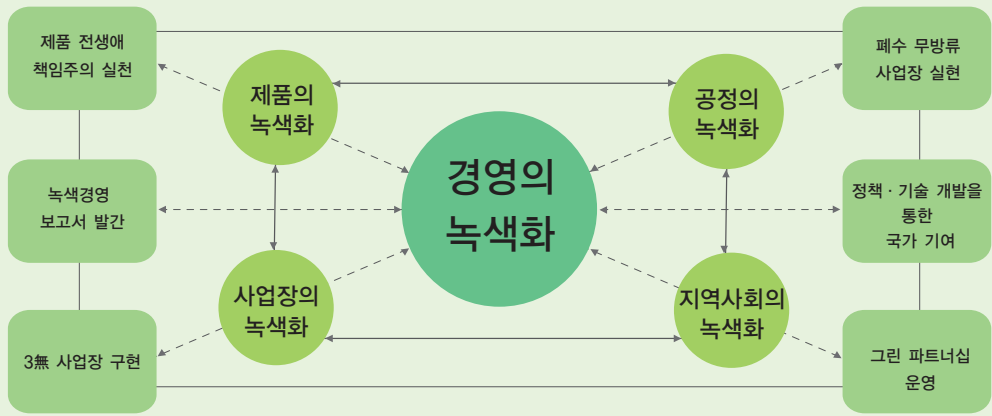 제품 전생애
책임주의 실천
제품의
녹색화
공정의
녹색화
폐수 무방류
사업장 실현
녹색경영
보고서 발간
경영의
녹색화
정책 · 기술 개발을
통한
국가 기여
3無 사업장 구현
사업장의
녹색화
지역사회의
녹색화
그린 파트너십
운영